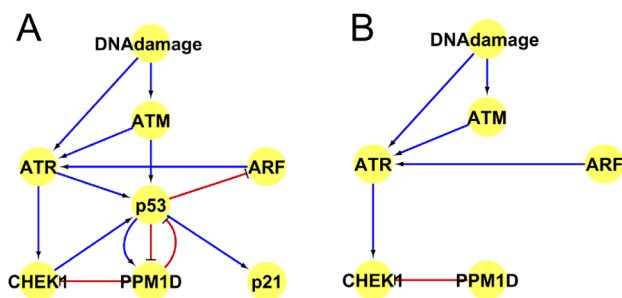 A
B
DNAdamage
DNAdamage
ATM
ATM
ATR
ARF
ATR
ARF
p53
CHEK1
PPM1D
p21
CHEK1
PPM1D